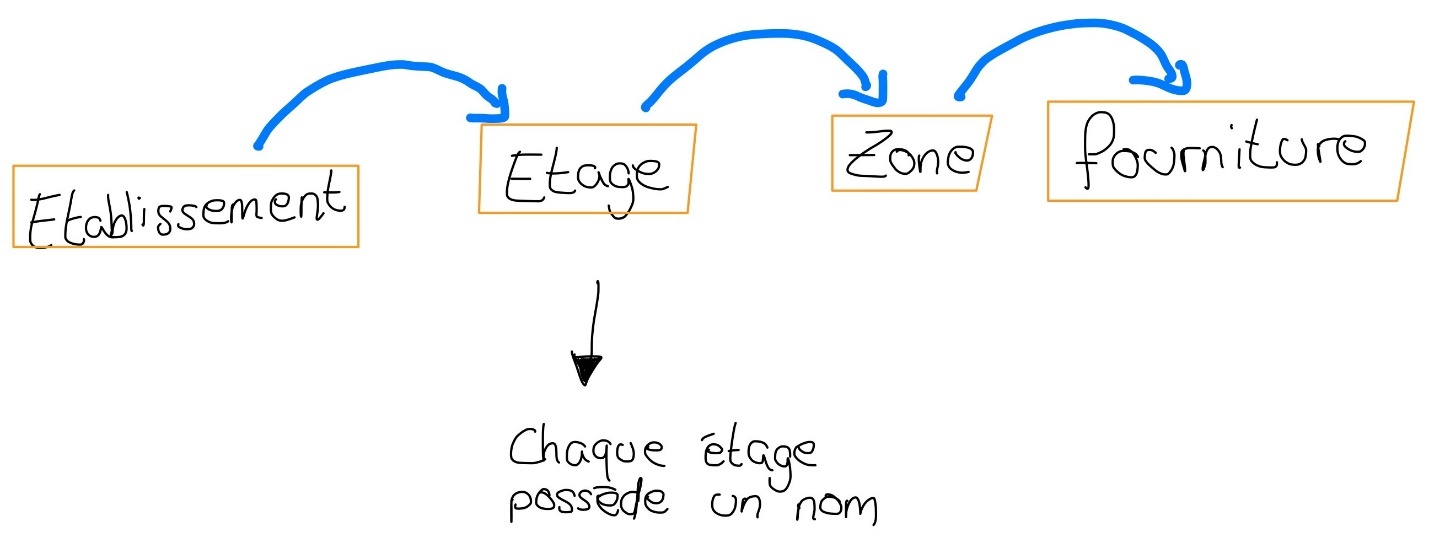 Etablissement
Etage
Zone
fourniture
Chaque étage
possède un nom